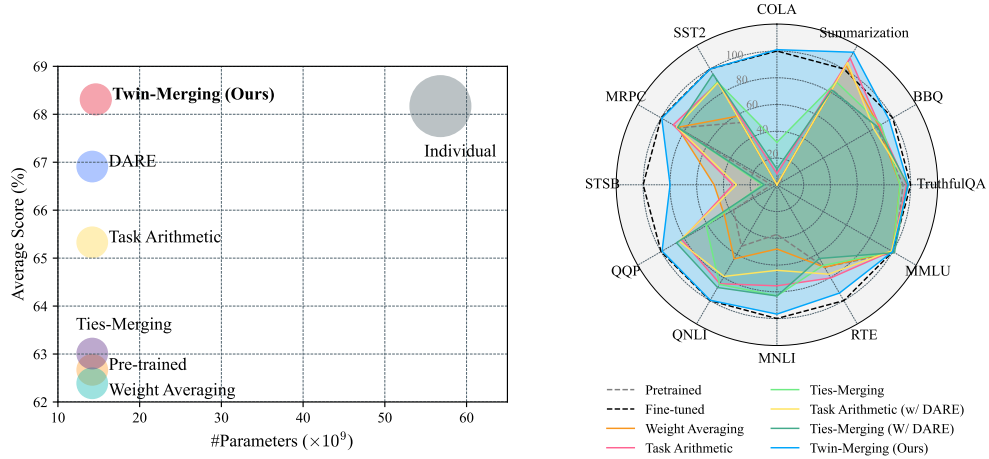 69
68
67
66
65
64
63
62
10
20
30
40
50
60
Average Score (%)
#Parameters (×10⁹)
Twin-Merging (Ours)
DARE
Task Arithmetic
Ties-Merging
Pre-trained
Weight Averaging
Individual
COLA
Summarization
BBQ
TruthfulQA
MMLU
RTE
MNLI
QNLI
QQP
STSB
MRPC
SST2
100
80
60
40
20
Pretrained
Fine-tuned
Weight Averaging
Task Arithmetic
Ties-Merging
Task Arithmetic (w/ DARE)
Ties-Merging (W/ DARE)
Twin-Merging (Ours)